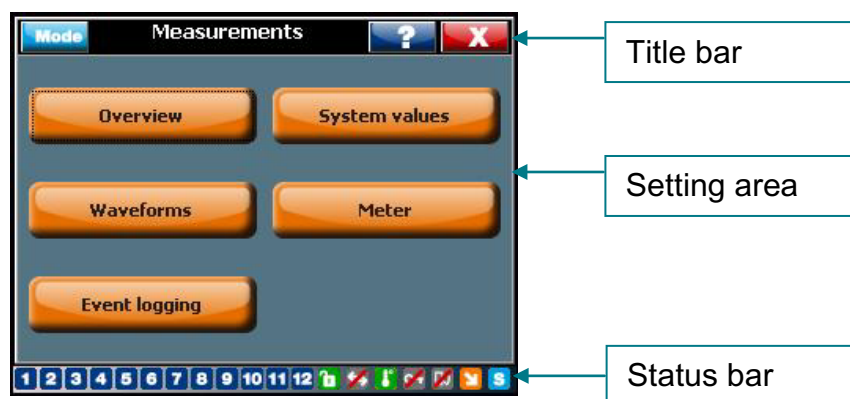 Mode Measurements ? X
Title bar
Overview System values
Setting area
Waveforms Meter
Event logging
1 2 3 4 5 6 7 8 9 10 11 12 S
Status bar